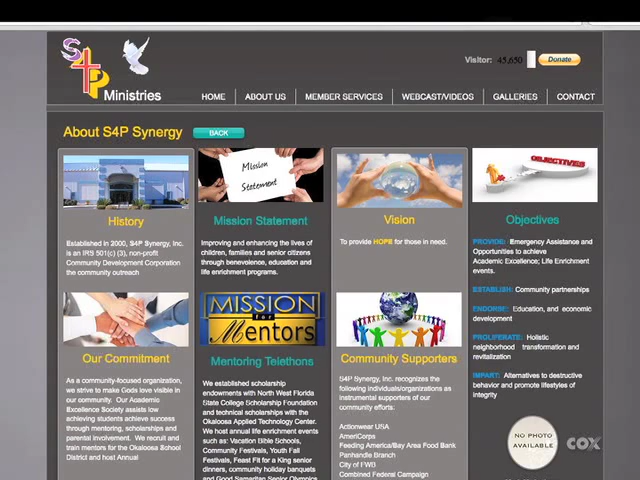 S4P
Ministries
Visitor: 45,650
Donate
HOME
ABOUT US
MEMBER SERVICES
WEBCAST/VIDEOS
GALLERIES
CONTACT
About S4P Synergy
BACK
History
Established in 2000, S4P Synergy, Inc.
is an IRS 501(c) (3), non-profit
Community Development Corporation
the community outreach
Mission
Statement
Mission Statement
Improving and enhancing the lives of
children, families and senior citizens
through benevolence, education and
life enrichment programs.
Vision
To provide HOPE for those in need.
OBJECTIVES
Objectives
PROVIDE: Emergency Assistance and
Opportunities to achieve
Academic Excellence; Life Enrichment
events.
ESTABLISH: Community partnerships
ENDORSE: Education, and economic
development
PROLIFERATE: Holistic
neighborhood transformation and
revitalization
IMPART: Alternatives to destructive
behavior and promote lifestyles of
integrity
Our Commitment
As a community-focused organization,
we strive to make Gods love visible in
our community. Our Academic
Excellence Society assists low
achieving students achieve success
through mentoring, scholarships and
parental involvement. We recruit and
train mentors for the Okaloosa School
District and host Annual
MISSION
for
Mentors
Mentoring Telethons
We established scholarship
endowments with North West Florida
State College Scholarship Foundation
and technical scholarships with the
Okaloosa Applied Technology Center.
We host annual life enrichment events
such as: Vacation Bible Schools,
Community Festivals, Youth Fall
Festivals, Feast Fit for a King senior
dinners, community holiday banquets
and Good Samaritan Senior Olympics
Community Supporters
S4P Synergy, Inc. recognizes the
following individuals/organizations as
instrumental supporters of our
community efforts:
Actionwear USA
AmeriCorps
Feeding America/Bay Area Food Bank
Panhandle Branch
City of FWB
Combined Federal Campaign
NO PHOTO
AVAILABLE
COX